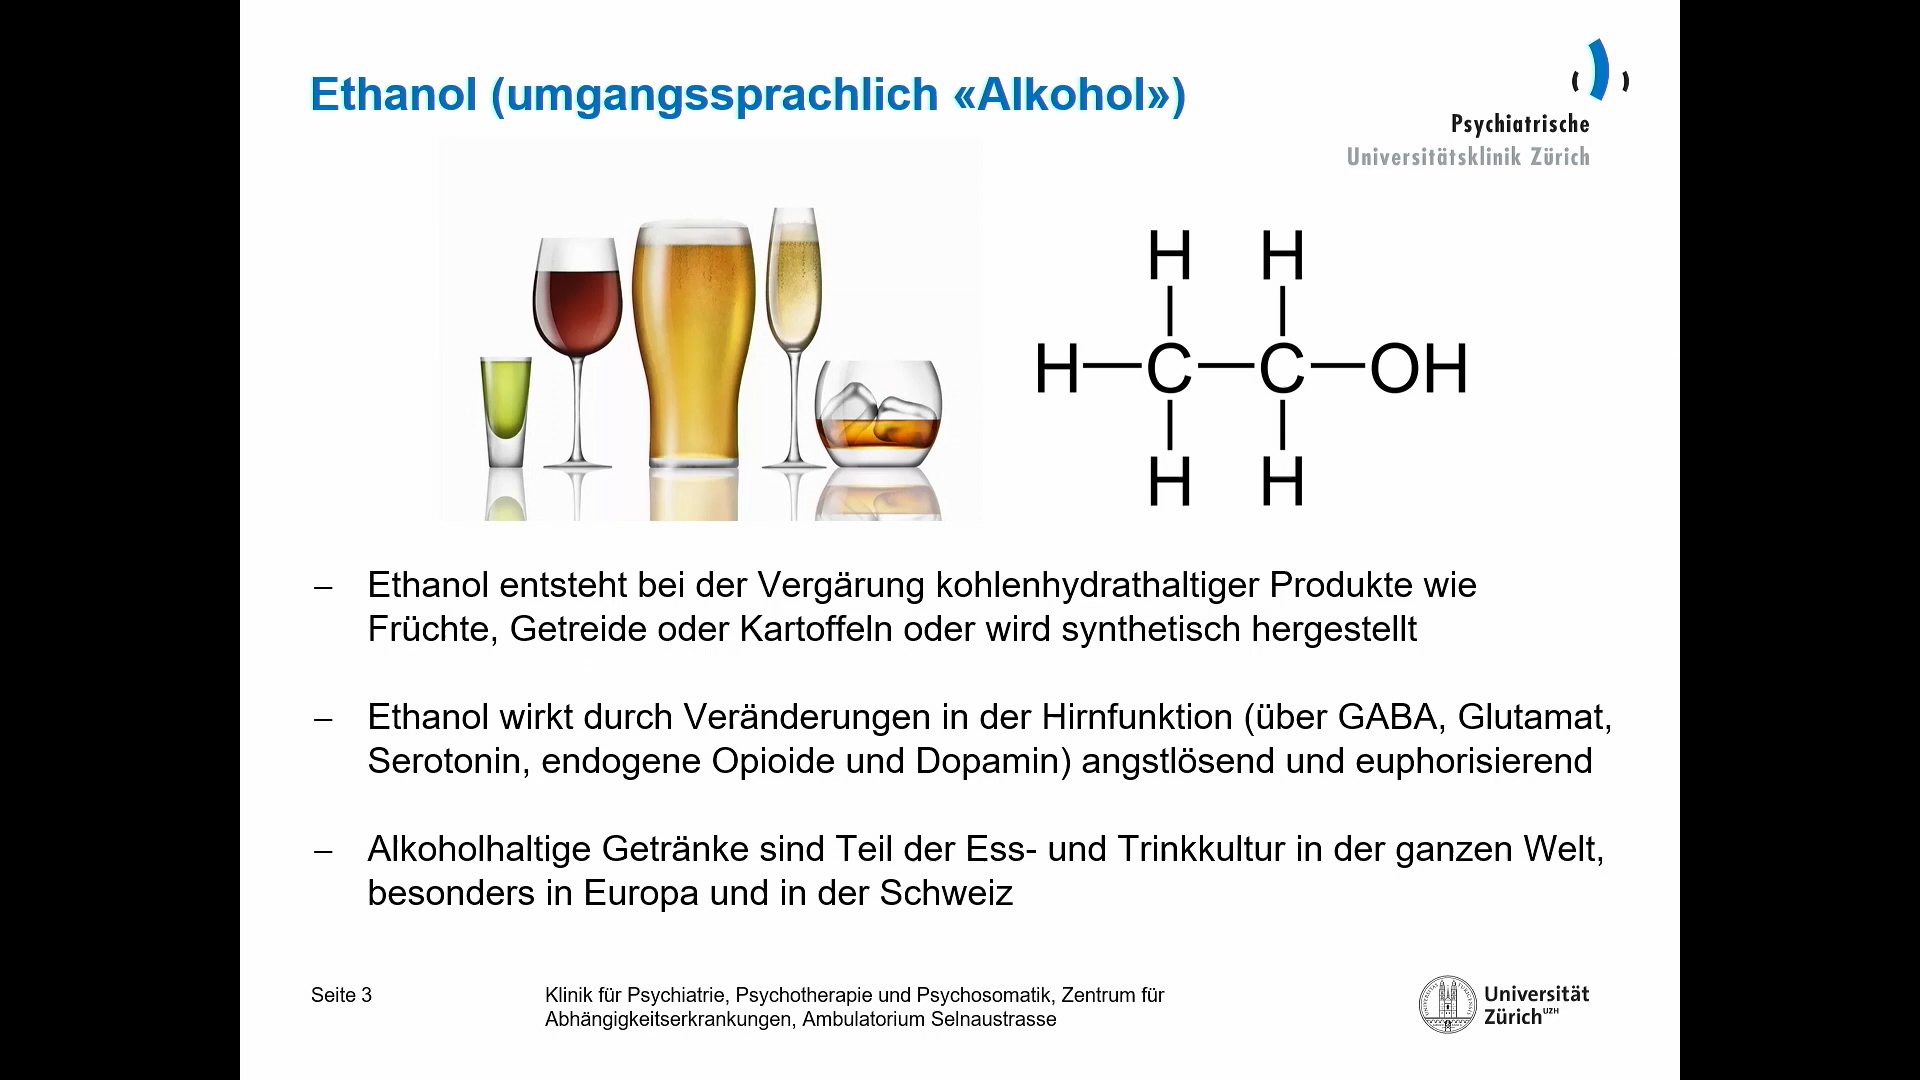 Ethanol (umgangssprachlich «Alkohol»)
Psychiatrische
Universitätsklinik Zürich
H H
H—C—C—OH
H H
– Ethanol entsteht bei der Vergärung kohlenhydrathaltiger Produkte wie
Früchte, Getreide oder Kartoffeln oder wird synthetisch hergestellt
– Ethanol wirkt durch Veränderungen in der Hirnfunktion (über GABA, Glutamat,
Serotonin, endogene Opioide und Dopamin) angstlösend und euphorisierend
– Alkoholhaltige Getränke sind Teil der Ess- und Trinkkultur in der ganzen Welt,
besonders in Europa und in der Schweiz
Seite 3
Klinik für Psychiatrie, Psychotherapie und Psychosomatik, Zentrum für
Abhängigkeitserkrankungen, Ambulatorium Selnaustrasse
Universität
Zürich UZH